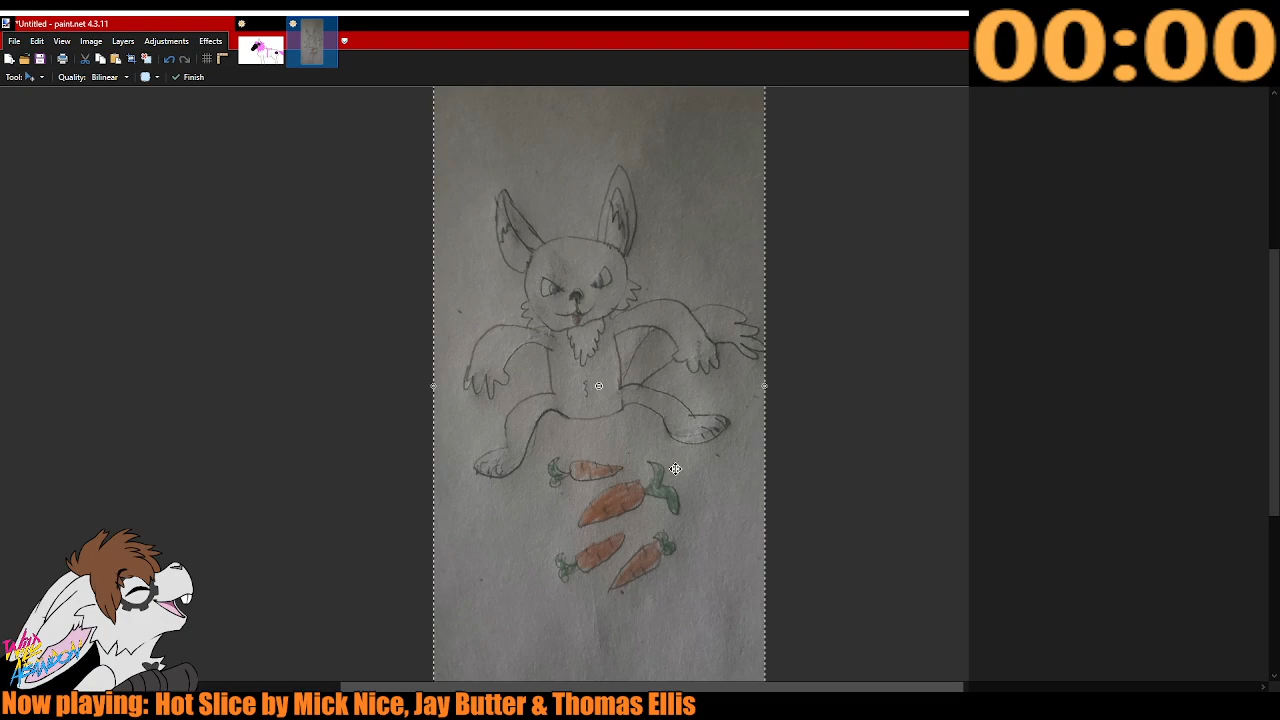 *Untitled - paint.net 4.3.11
00:00
File Edit View Image Layers Adjustments Effects
Tool: Quality: Bilinear Finish
Now playing: Hot Slice by Mick Nice, Jay Butter & Thomas Ellis